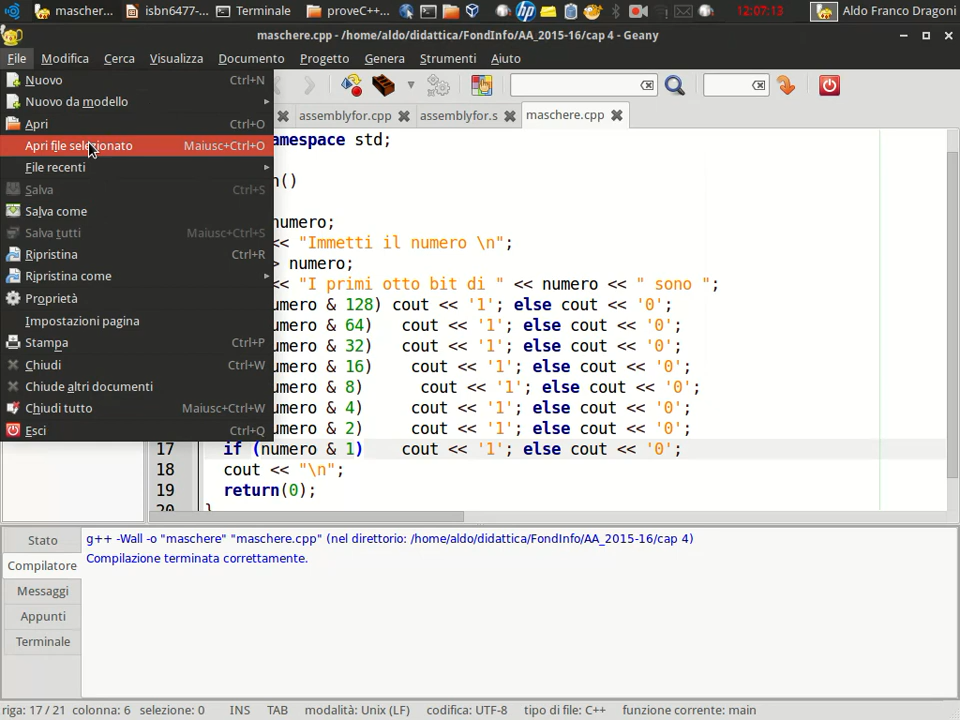 mascher...
isbn6477-...
Terminale
proveC++...
12:07:13
Aldo Franco Dragoni
maschere.cpp - /home/aldo/didattica/FondInfo/AA_2015-16/cap 4 - Geany
File Modifica Cerca Visualizza Documento Progetto Genera Strumenti Aiuto
Nuovo Ctrl+N
Nuovo da modello
Apri Ctrl+O
Apri file selezionato Maiusc+Ctrl+O
File recenti
Salva Ctrl+S
Salva come
Salva tutti Maiusc+Ctrl+S
Ripristina Ctrl+R
Ripristina come
Proprietà
Impostazioni pagina
Stampa Ctrl+P
Chiudi Ctrl+W
Chiude altri documenti
Chiudi tutto Maiusc+Ctrl+W
Esci Ctrl+Q
assemblyfor.cpp
assemblyfor.s
maschere.cpp
mespace std;
n()
numero;
<< "Immetti il numero \n";
> numero;
<< "I primi otto bit di " << numero << " sono ";
umero & 128) cout << '1'; else cout << '0';
umero & 64) cout << '1'; else cout << '0';
umero & 32) cout << '1'; else cout << '0';
umero & 16) cout << '1'; else cout << '0';
umero & 8) cout << '1'; else cout << '0';
umero & 4) cout << '1'; else cout << '0';
umero & 2) cout << '1'; else cout << '0';
17 if (numero & 1) cout << '1'; else cout << '0';
18 cout << "\n";
19 return(0);
20 }
Stato
Compilatore
Messaggi
Appunti
Terminale
g++ -Wall -o "maschere" "maschere.cpp" (nel direttorio: /home/aldo/didattica/FondInfo/AA_2015-16/cap 4)
Compilazione terminata correttamente.
riga: 17 / 21 colonna: 6 selezione: 0 INS TAB modalità: Unix (LF) codifica: UTF-8 tipo di file: C++ funzione corrente: main